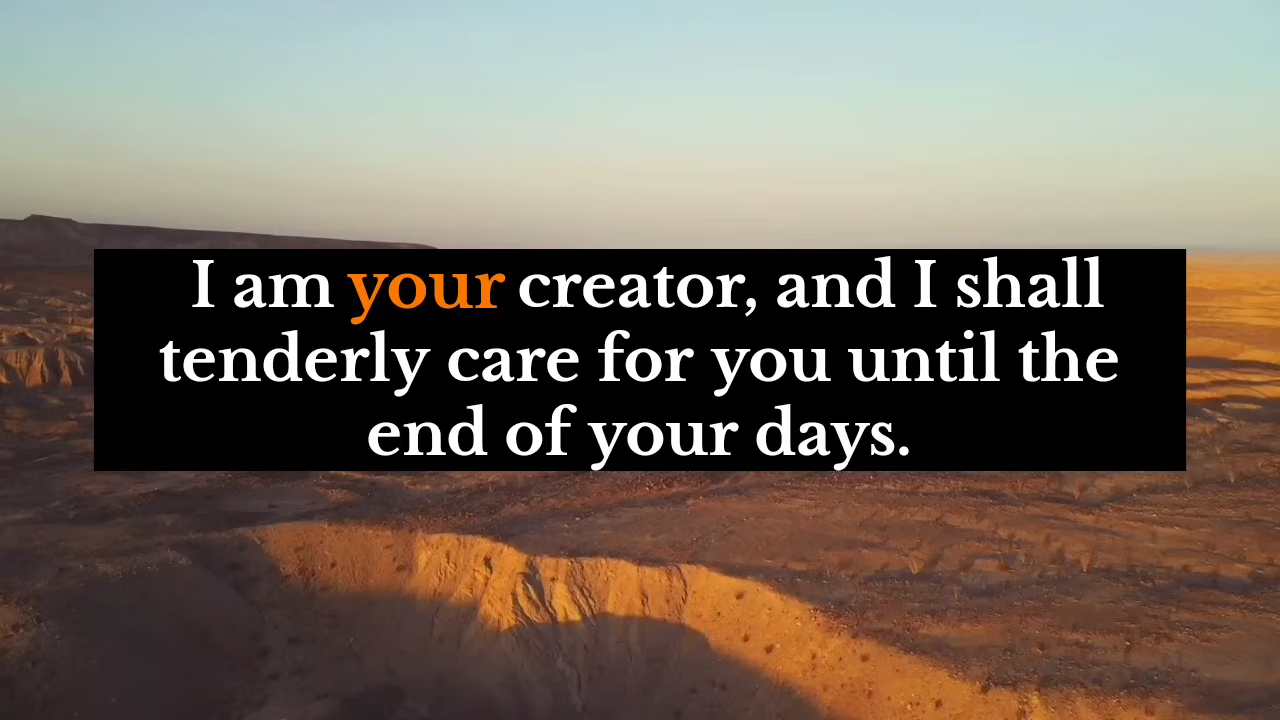 I am your creator, and I shall
tenderly care for you until the
end of your days.